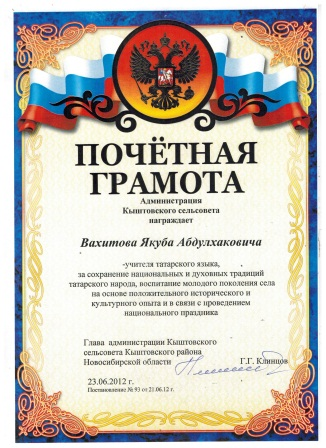 ПОЧЁТНАЯ
ГРАМОТА
Администрация
Кыштовского сельсовета
награждает
Вахитова Якуба Абдулхаковича
-учителя татарского языка,
за сохранение национальных и духовных традиций
татарского народа, воспитание молодого поколения села
на основе положительного исторического и
культурного опыта и в связи с проведением
национального праздника
Глава администрации Кыштовского
сельсовета Кыштовского района
Новосибирской области Г.Г. Клинцов
23.06.2012 г.
Постановление № 93 от 21.06.12 г.